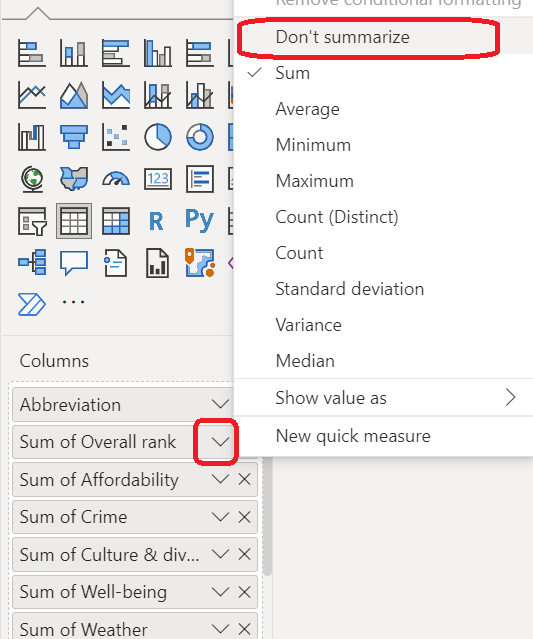 Remove conditional formatting
Don't summarize
Sum
Average
Minimum
Maximum
Count (Distinct)
Count
Standard deviation
Variance
Median
Show value as
New quick measure
123
R
Py
Columns
Abbreviation
Sum of Overall rank
Sum of Affordability
Sum of Crime
Sum of Culture & div...
Sum of Well-being
Sum of Weather